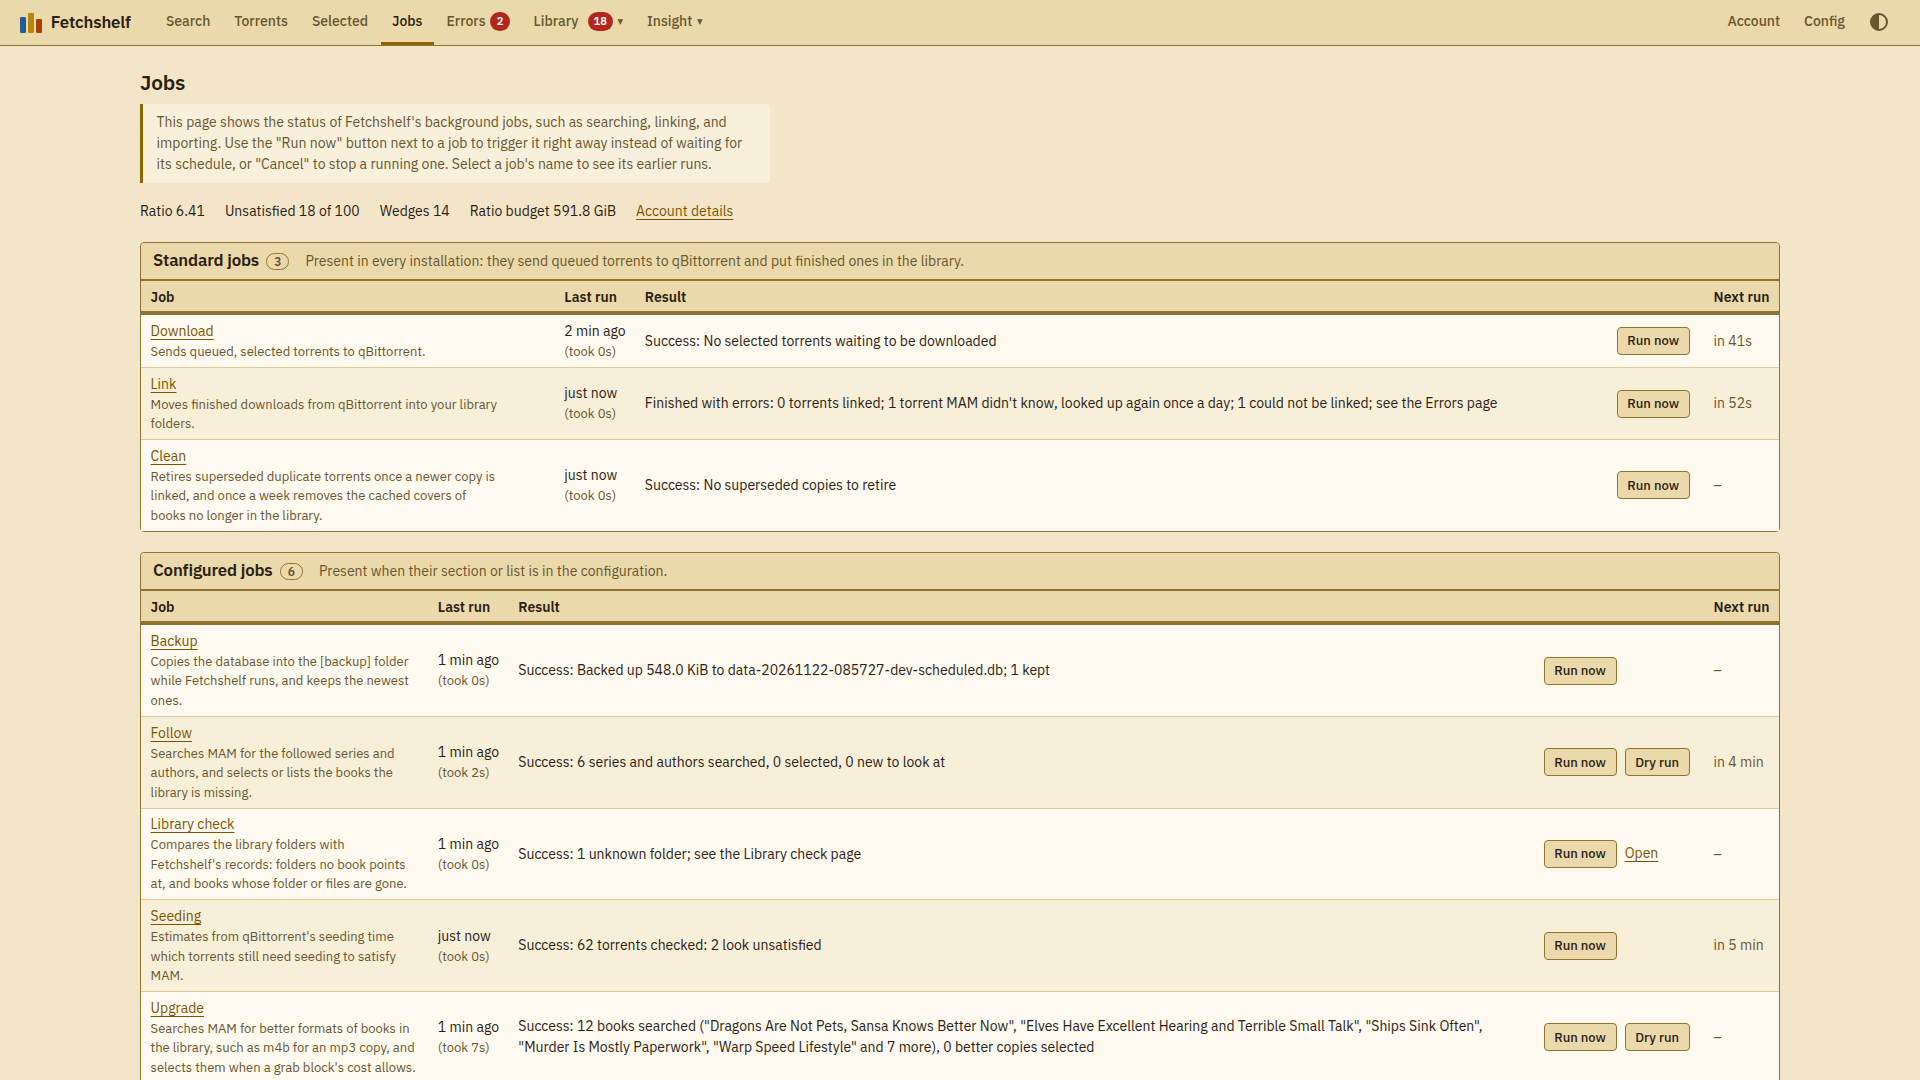 Fetchshelf Search Torrents Selected Jobs Errors 2 Library 18 ▾ Insight ▾ Account Config
Jobs
This page shows the status of Fetchshelf's background jobs, such as searching, linking, and
importing. Use the "Run now" button next to a job to trigger it right away instead of waiting for
its schedule, or "Cancel" to stop a running one. Select a job's name to see its earlier runs.
Ratio 6.41 Unsatisfied 18 of 100 Wedges 14 Ratio budget 591.8 GiB Account details
Standard jobs 3 Present in every installation: they send queued torrents to qBittorrent and put finished ones in the library.
Job Last run Result Next run
Download
Sends queued, selected torrents to qBittorrent.
2 min ago
(took 0s)
Success: No selected torrents waiting to be downloaded
Run now
in 41s
Link
Moves finished downloads from qBittorrent into your library
folders.
just now
(took 0s)
Finished with errors: 0 torrents linked; 1 torrent MAM didn't know, looked up again once a day; 1 could not be linked; see the Errors page
Run now
in 52s
Clean
Retires superseded duplicate torrents once a newer copy is
linked, and once a week removes the cached covers of
books no longer in the library.
just now
(took 0s)
Success: No superseded copies to retire
Run now
–
Configured jobs 6 Present when their section or list is in the configuration.
Job Last run Result Next run
Backup
Copies the database into the [backup] folder
while Fetchshelf runs, and keeps the newest
ones.
1 min ago
(took 0s)
Success: Backed up 548.0 KiB to data-20261122-085727-dev-scheduled.db; 1 kept
Run now
–
Follow
Searches MAM for the followed series and
authors, and selects or lists the books the
library is missing.
1 min ago
(took 2s)
Success: 6 series and authors searched, 0 selected, 0 new to look at
Run now Dry run
in 4 min
Library check
Compares the library folders with
Fetchshelf's records: folders no book points
at, and books whose folder or files are gone.
1 min ago
(took 0s)
Success: 1 unknown folder; see the Library check page
Run now Open
–
Seeding
Estimates from qBittorrent's seeding time
which torrents still need seeding to satisfy
MAM.
just now
(took 0s)
Success: 62 torrents checked: 2 look unsatisfied
Run now
in 5 min
Upgrade
Searches MAM for better formats of books in
the library, such as m4b for an mp3 copy, and
selects them when a grab block's cost allows.
1 min ago
(took 7s)
Success: 12 books searched ("Dragons Are Not Pets, Sansa Knows Better Now", "Elves Have Excellent Hearing and Terrible Small Talk", "Ships Sink Often",
"Murder Is Mostly Paperwork", "Warp Speed Lifestyle" and 7 more), 0 better copies selected
Run now Dry run
–